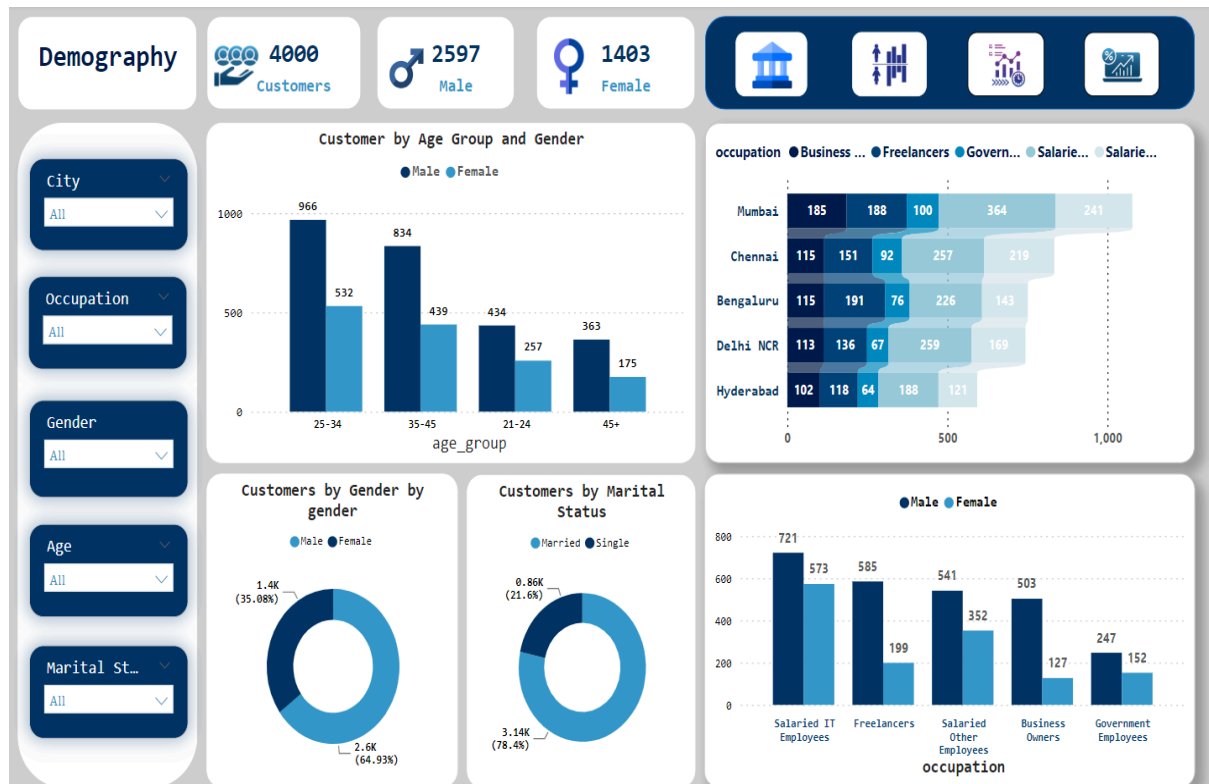 Demography
4000
Customers
2597
Male
1403
Female
City
All
Occupation
All
Gender
All
Age
All
Marital St…
All
Customer by Age Group and Gender
Male Female
1000
500
0
966
532
834
439
434
257
363
175
25-34 35-45 21-24 45+
age_group
occupation Business ... Freelancers Govern... Salarie... Salarie...
Mumbai 185 188 100 364 241
Chennai 115 151 92 257 219
Bengaluru 115 191 76 226 143
Delhi NCR 113 136 67 259 169
Hyderabad 102 118 64 188 121
0 500 1,000
Customers by Gender by
gender
Male Female
1.4K
(35.08%)
2.6K
(64.93%)
Customers by Marital
Status
Married Single
0.86K
(21.6%)
3.14K
(78.4%)
Male Female
800
600
400
200
0
721
573
585
199
541
352
503
127
247
152
Salaried IT
Employees
Freelancers
Salaried
Other
Employees
Business
Owners
Government
Employees
occupation